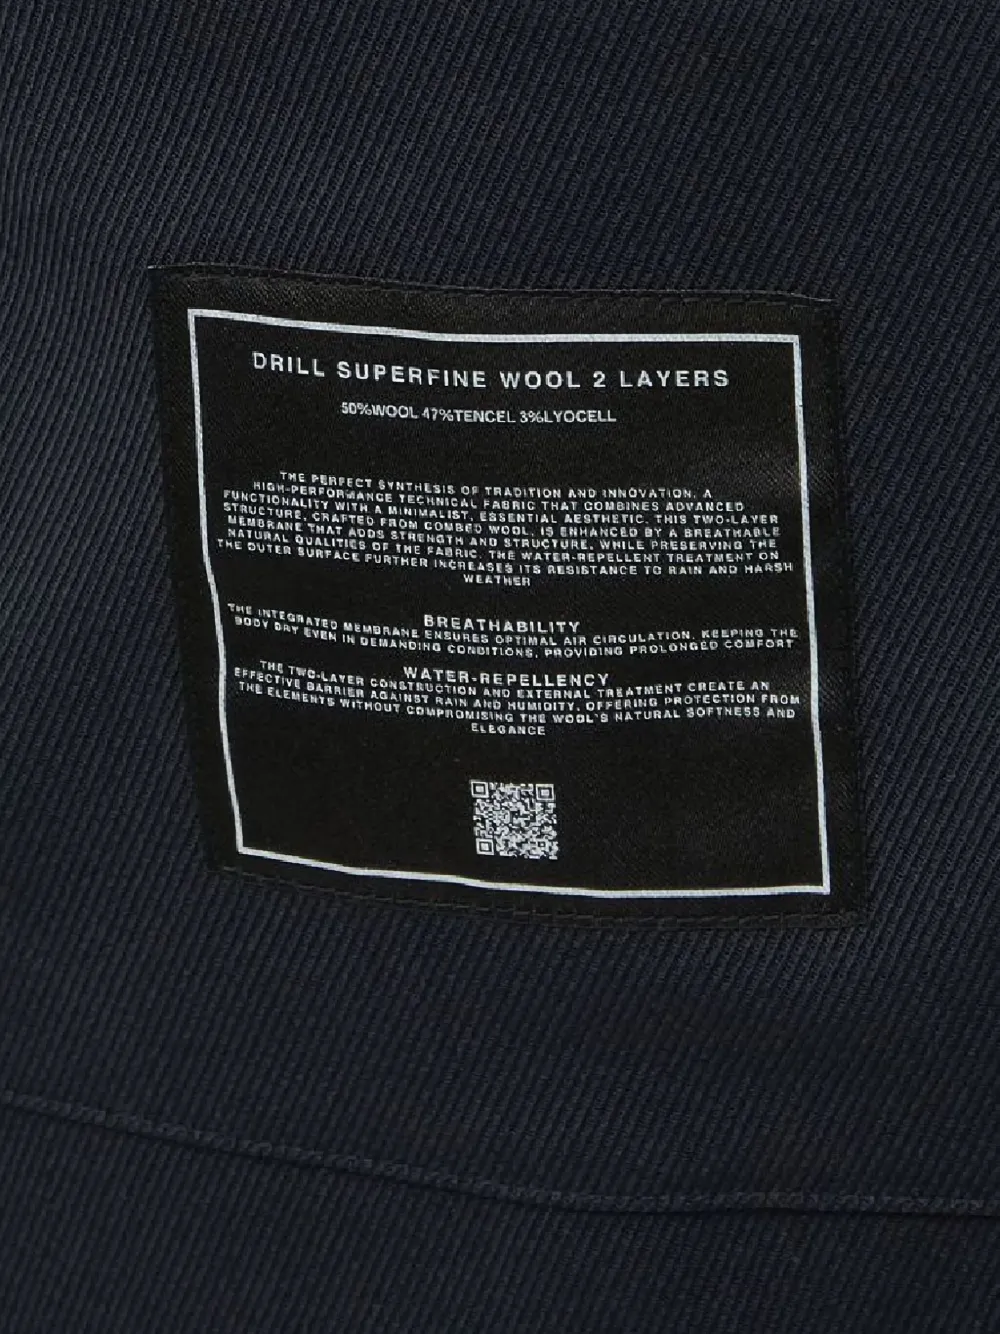 DRILL SUPERFINE WOOL 2 LAYERS
50%WOOL 47%TENCEL 3%LYOCELL
THE PERFECT SYNTHESIS OF TRADITION AND INNOVATION. A
HIGH-PERFORMANCE TECHNICAL FABRIC THAT COMBINES ADVANCED
FUNCTIONALITY WITH A MINIMALIST, ESSENTIAL AESTHETIC. THIS TWO-LAYER
STRUCTURE, CRAFTED FROM COMBED WOOL, IS ENHANCED BY A BREATHABLE
MEMBRANE THAT ADDS STRENGTH AND STRUCTURE, WHILE PRESERVING THE
NATURAL QUALITIES OF THE FABRIC. THE WATER-REPELLENT TREATMENT ON
THE OUTER SURFACE FURTHER INCREASES ITS RESISTANCE TO RAIN AND HARSH
WEATHER
BREATHABILITY
THE INTEGRATED MEMBRANE ENSURES OPTIMAL AIR CIRCULATION, KEEPING THE
BODY DRY EVEN IN DEMANDING CONDITIONS, PROVIDING PROLONGED COMFORT
WATER-REPELLENCY
THE TWO-LAYER CONSTRUCTION AND EXTERNAL TREATMENT CREATE AN
EFFECTIVE BARRIER AGAINST RAIN AND HUMIDITY, OFFERING PROTECTION FROM
THE ELEMENTS WITHOUT COMPROMISING THE WOOL'S NATURAL SOFTNESS AND
ELEGANCE